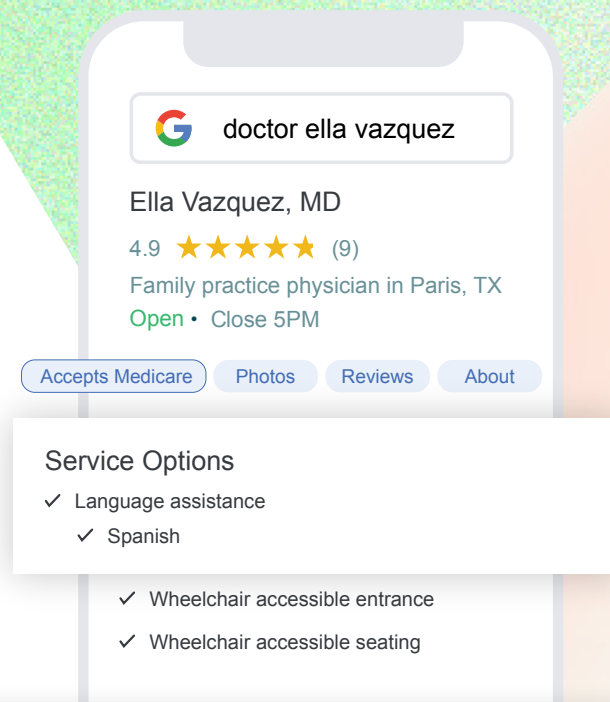 doctor ella vazquez
Ella Vazquez, MD
4.9 (9)
Family practice physician in Paris, TX
Open • Close 5PM
Accepts Medicare Photos Reviews About
Service Options
Language assistance
Spanish
Wheelchair accessible entrance
Wheelchair accessible seating